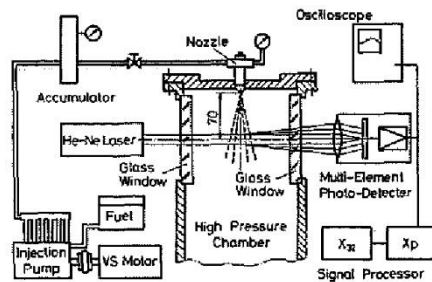 Oscilloscope
Nozzle
Accumulator
70
He-Ne Laser
Glass
Window
Glass
Window
Multi-Element
Photo-Detecter
Fuel
High Pressure
Chamber
Injection
Pump
VS Motor
X32
XP
Signal Processor